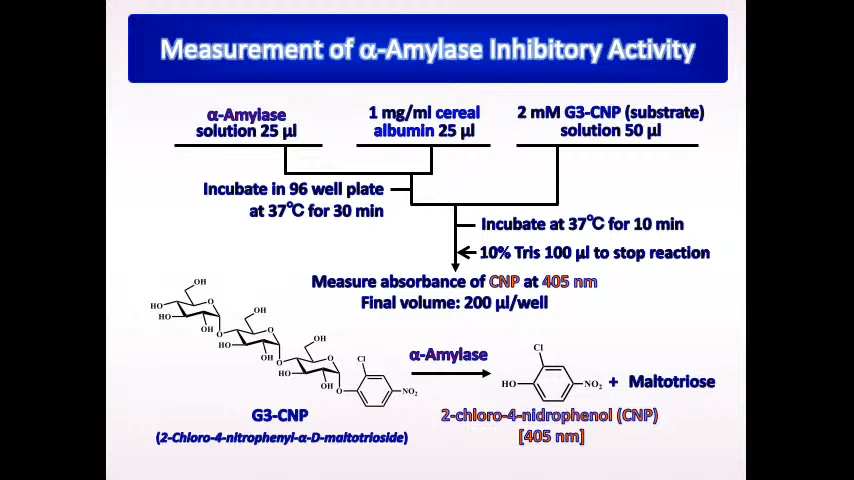 Measurement of α-Amylase Inhibitory Activity
α-Amylase
solution 25 µl
1 mg/ml cereal
albumin 25 µl
2 mM G3-CNP (substrate)
solution 50 µl
Incubate in 96 well plate
at 37℃ for 30 min
Incubate at 37℃ for 10 min
10% Tris 100 µl to stop reaction
Measure absorbance of CNP at 405 nm
Final volume: 200 µl/well
OH
HO
HO
OH
O
O
OH
O
HO
OH
O
OH
O
HO
OH
O
Cl
NO2
G3-CNP
(2-Chloro-4-nitrophenyl-α-D-maltotrioside)
α-Amylase
Cl
HO
NO2
+ Maltotriose
2-chloro-4-nidrophenol (CNP)
[405 nm]